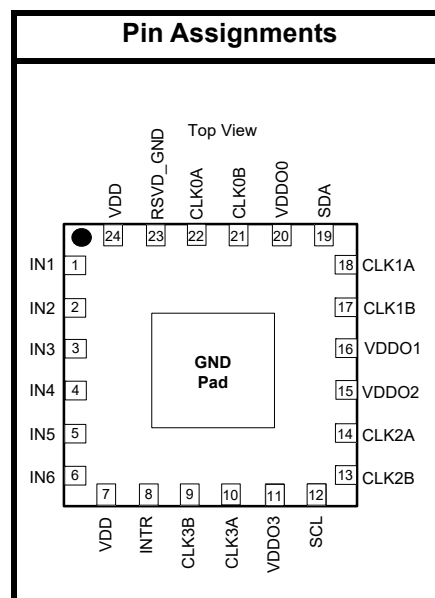 Pin Assignments
Top View
VDD
RSVD_GND
CLK0A
CLK0B
VDDO0
SDA
24
23
22
21
20
19
IN1
1
18
CLK1A
IN2
2
17
CLK1B
IN3
3
16
VDDO1
GND
Pad
IN4
4
15
VDDO2
IN5
5
14
CLK2A
IN6
6
13
CLK2B
7
8
9
10
11
12
VDD
INTR
CLK3B
CLK3A
VDDO3
SCL